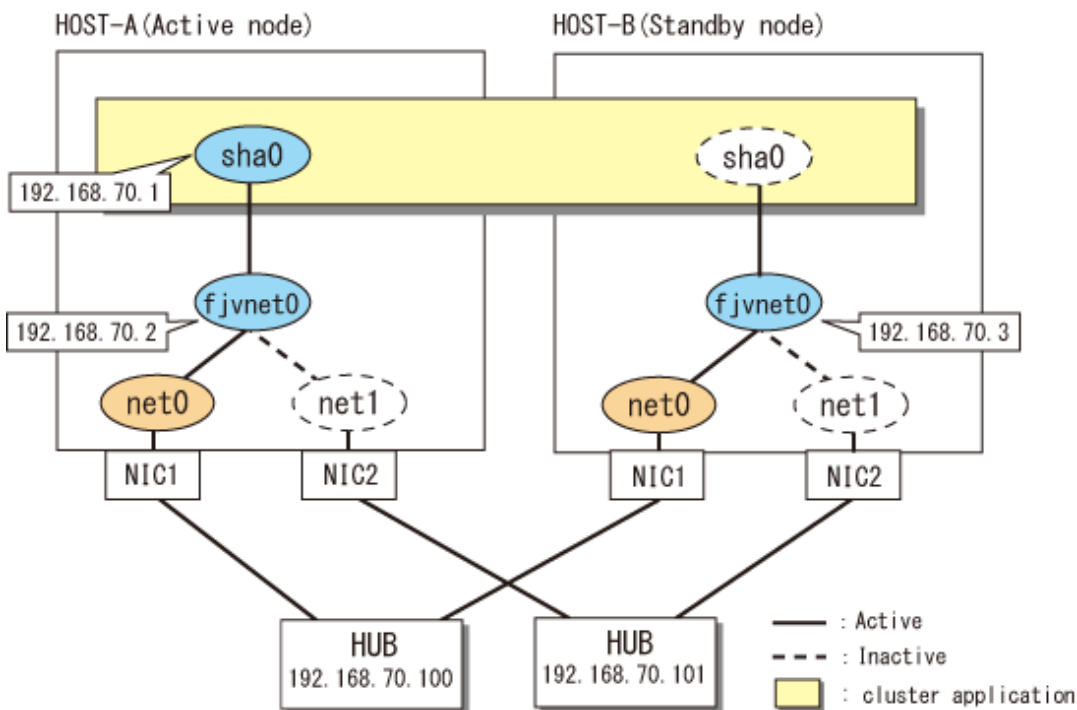 HOST-A(Active node)
HOST-B(Standby node)
sha0
sha0
192.168.70.1
fjvnet0
fjvnet0
192.168.70.2
192.168.70.3
net0
net1
net0
net1
NIC1
NIC2
NIC1
NIC2
HUB
192.168.70.100
HUB
192.168.70.101
: Active
: Inactive
: cluster application